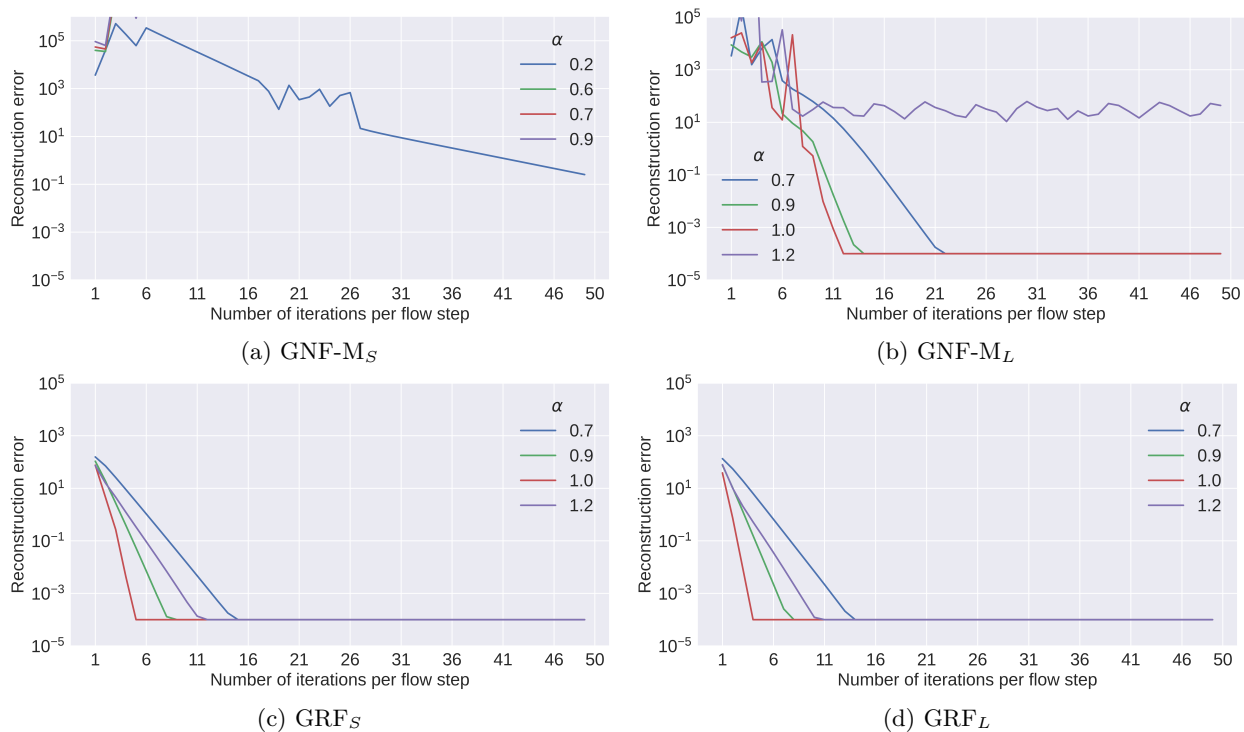 Reconstruction error
10^5
10^3
10^1
10^−1
10^−3
10^−5
α
0.2
0.6
0.7
0.9
1 6 11 16 21 26 31 36 41 46 50
Number of iterations per flow step
(a) GNF-M_S
Reconstruction error
10^5
10^3
10^1
10^−1
10^−3
10^−5
α
0.7
0.9
1.0
1.2
1 6 11 16 21 26 31 36 41 46 50
Number of iterations per flow step
(b) GNF-M_L
Reconstruction error
10^5
10^3
10^1
10^−1
10^−3
10^−5
α
0.7
0.9
1.0
1.2
1 6 11 16 21 26 31 36 41 46 50
Number of iterations per flow step
(c) GRF_S
Reconstruction error
10^5
10^3
10^1
10^−1
10^−3
10^−5
α
0.7
0.9
1.0
1.2
1 6 11 16 21 26 31 36 41 46 50
Number of iterations per flow step
(d) GRF_L